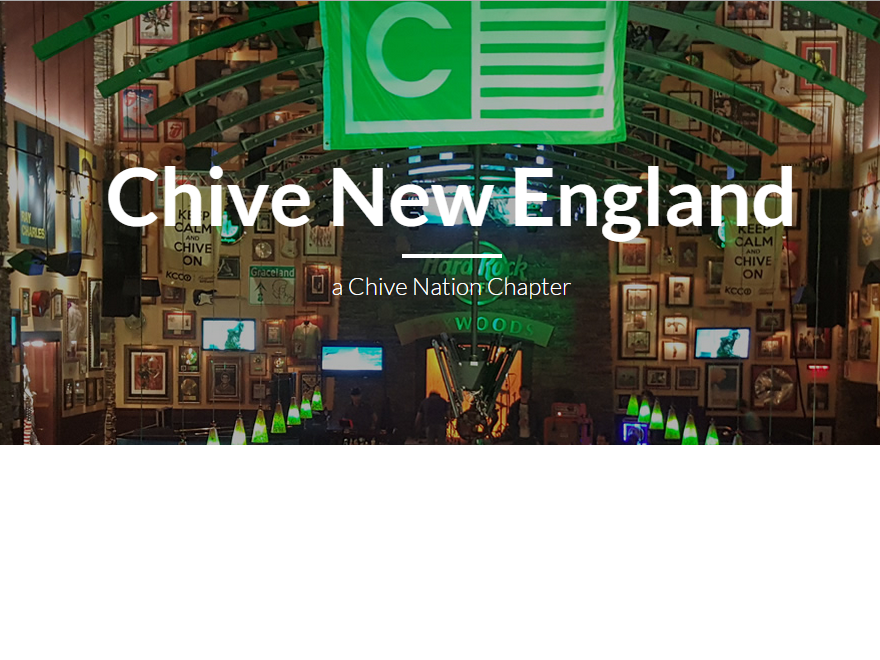 C
Chive New England
KEEP
CALM
AND
CHIVE
ON
KCCO
KEEP
CALM
AND
CHIVE
ON
KCCO
RAY
CHARLES
Graceland
Hard Rock
a Chive Nation Chapter
WOODS